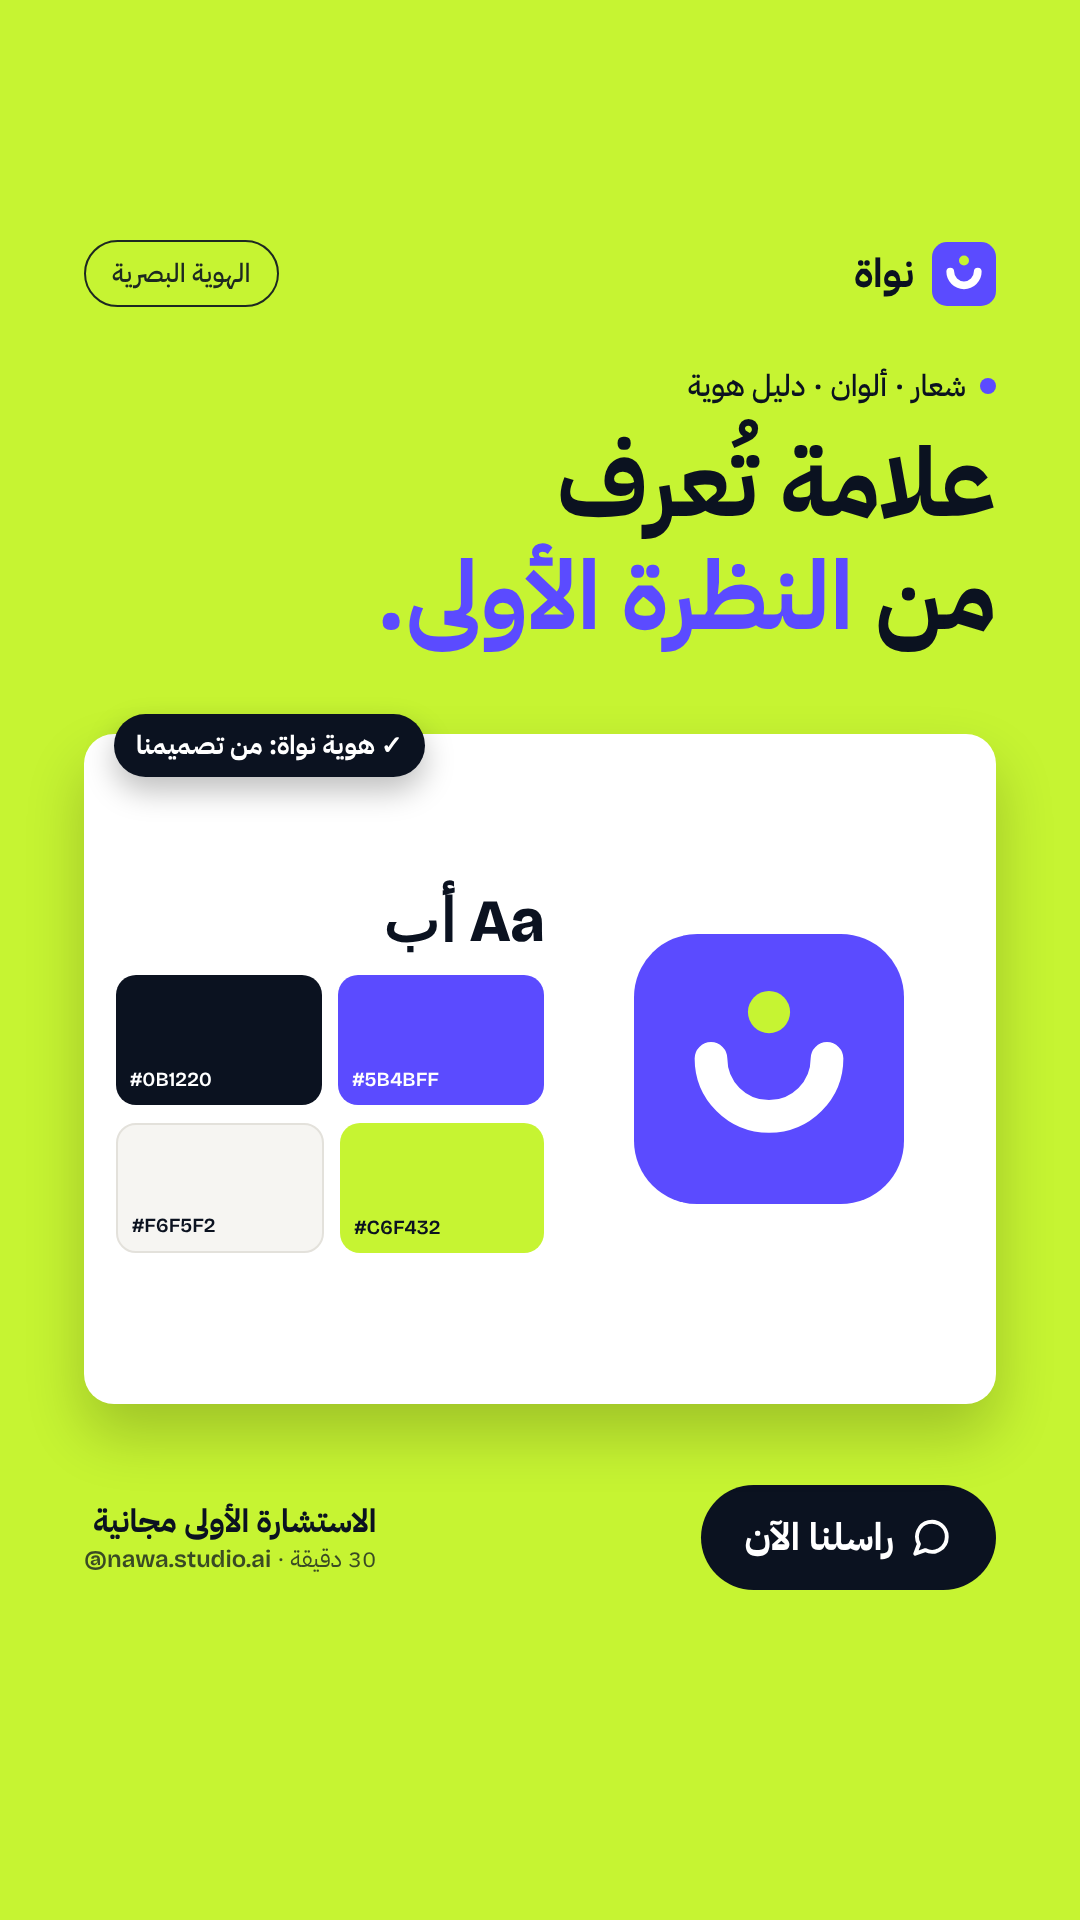 نواة
الهوية البصرية
شعار · ألوان · دليل هوية
علامة تُعرف
من النظرة الأولى.
✓ هوية نواة: من تصميمنا
Aa أب
#5B4BFF
#0B1220
#C6F432
#F6F5F2
راسلنا الآن
الاستشارة الأولى مجانية
30 دقيقة · @nawa.studio.ai